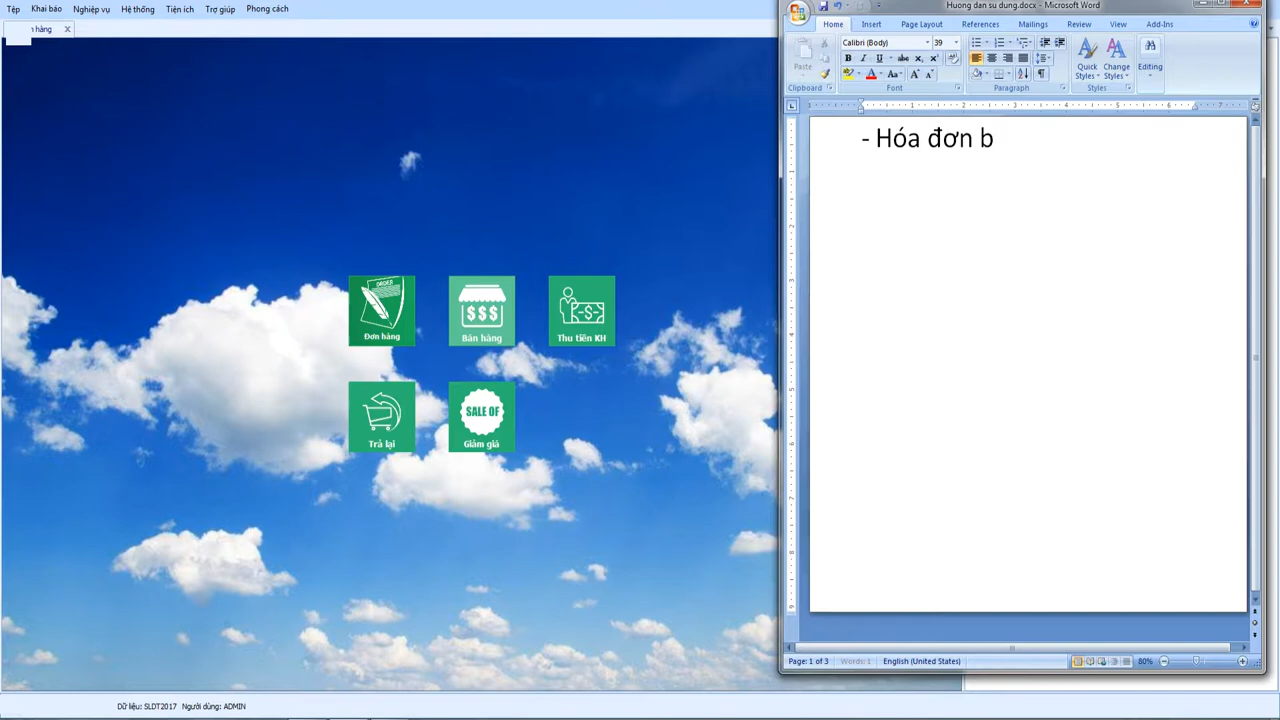 Huong dan su dung.docx - Microsoft Word
Tệp Khai báo Nghiệp vụ Hệ thống Tiện ích Trợ giúp Phong cách
hàng X
Home Insert Page Layout References Mailings Review View Add-Ins
Calibri (Body) 39
Paste
B I U abc x, x'
A Aa A A
Quick Styles
Change Styles
Editing
Clipboard Font Paragraph Styles
- Hóa đơn b
ORDER
Đơn hàng
$$$
Bán hàng
$
Thu tiền KH
Trả lại
SALE OF
Giảm giá
Page: 1 of 3 Words: 1 English (United States) 80%
Dữ liệu: SLDT2017 Người dùng: ADMIN